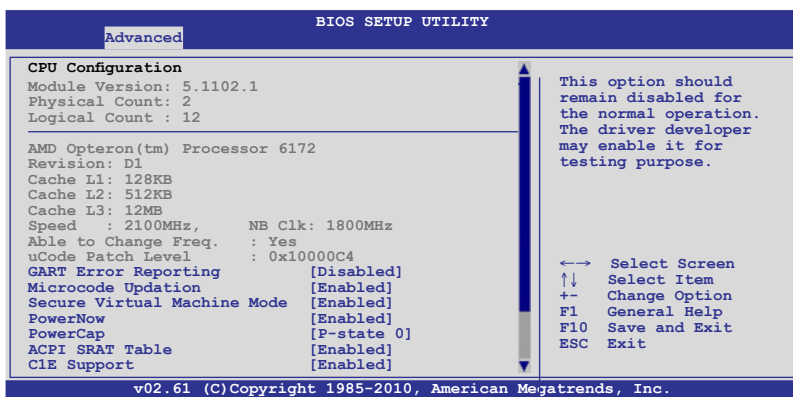 BIOS SETUP UTILITY
Advanced
CPU Configuration
Module Version: 5.1102.1
Physical Count: 2
Logical Count : 12
AMD Opteron(tm) Processor 6172
Revision: D1
Cache L1: 128KB
Cache L2: 512KB
Cache L3: 12MB
Speed : 2100MHz, NB Clk: 1800MHz
Able to Change Freq. : Yes
uCode Patch Level : 0x10000C4
GART Error Reporting [Disabled]
Microcode Updation [Enabled]
Secure Virtual Machine Mode [Enabled]
PowerNow [Enabled]
PowerCap [P-state 0]
ACPI SRAT Table [Enabled]
C1E Support [Enabled]
This option should
remain disabled for
the normal operation.
The driver developer
may enable it for
testing purpose.
←→ Select Screen
↑↓ Select Item
+- Change Option
F1 General Help
F10 Save and Exit
ESC Exit
v02.61 (C)Copyright 1985-2010, American Megatrends, Inc.